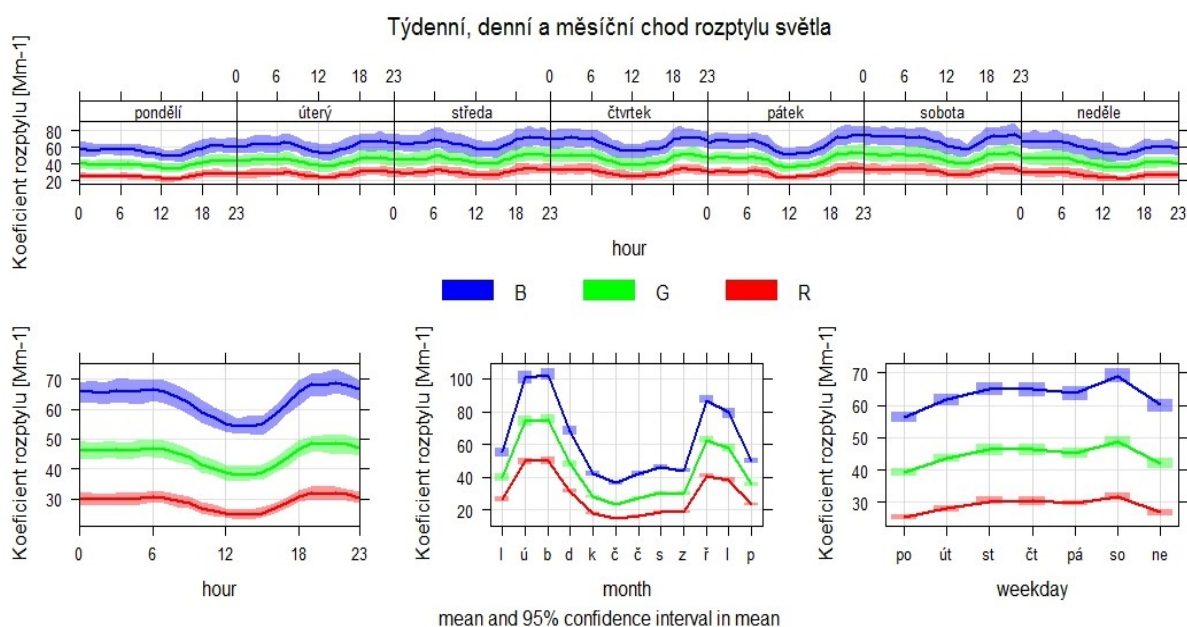 Týdenní, denní a měsíční chod rozptylu světla
Koeficient rozptylu [Mm-1]
0 6 12 18 23 0 6 12 18 23 0 6 12 18 23
pondělí úterý středa čtvrtek pátek sobota neděle
80
60
40
20
0 6 12 18 23 0 6 12 18 23 0 6 12 18 23 0 6 12 18 23
hour
B G R
Koeficient rozptylu [Mm-1]
70
60
50
40
30
0 6 12 18 23
hour
Koeficient rozptylu [Mm-1]
100
80
60
40
20
l ú b d k č č s z ř l p
month
Koeficient rozptylu [Mm-1]
70
60
50
40
30
po út st čt pá so ne
weekday
mean and 95% confidence interval in mean